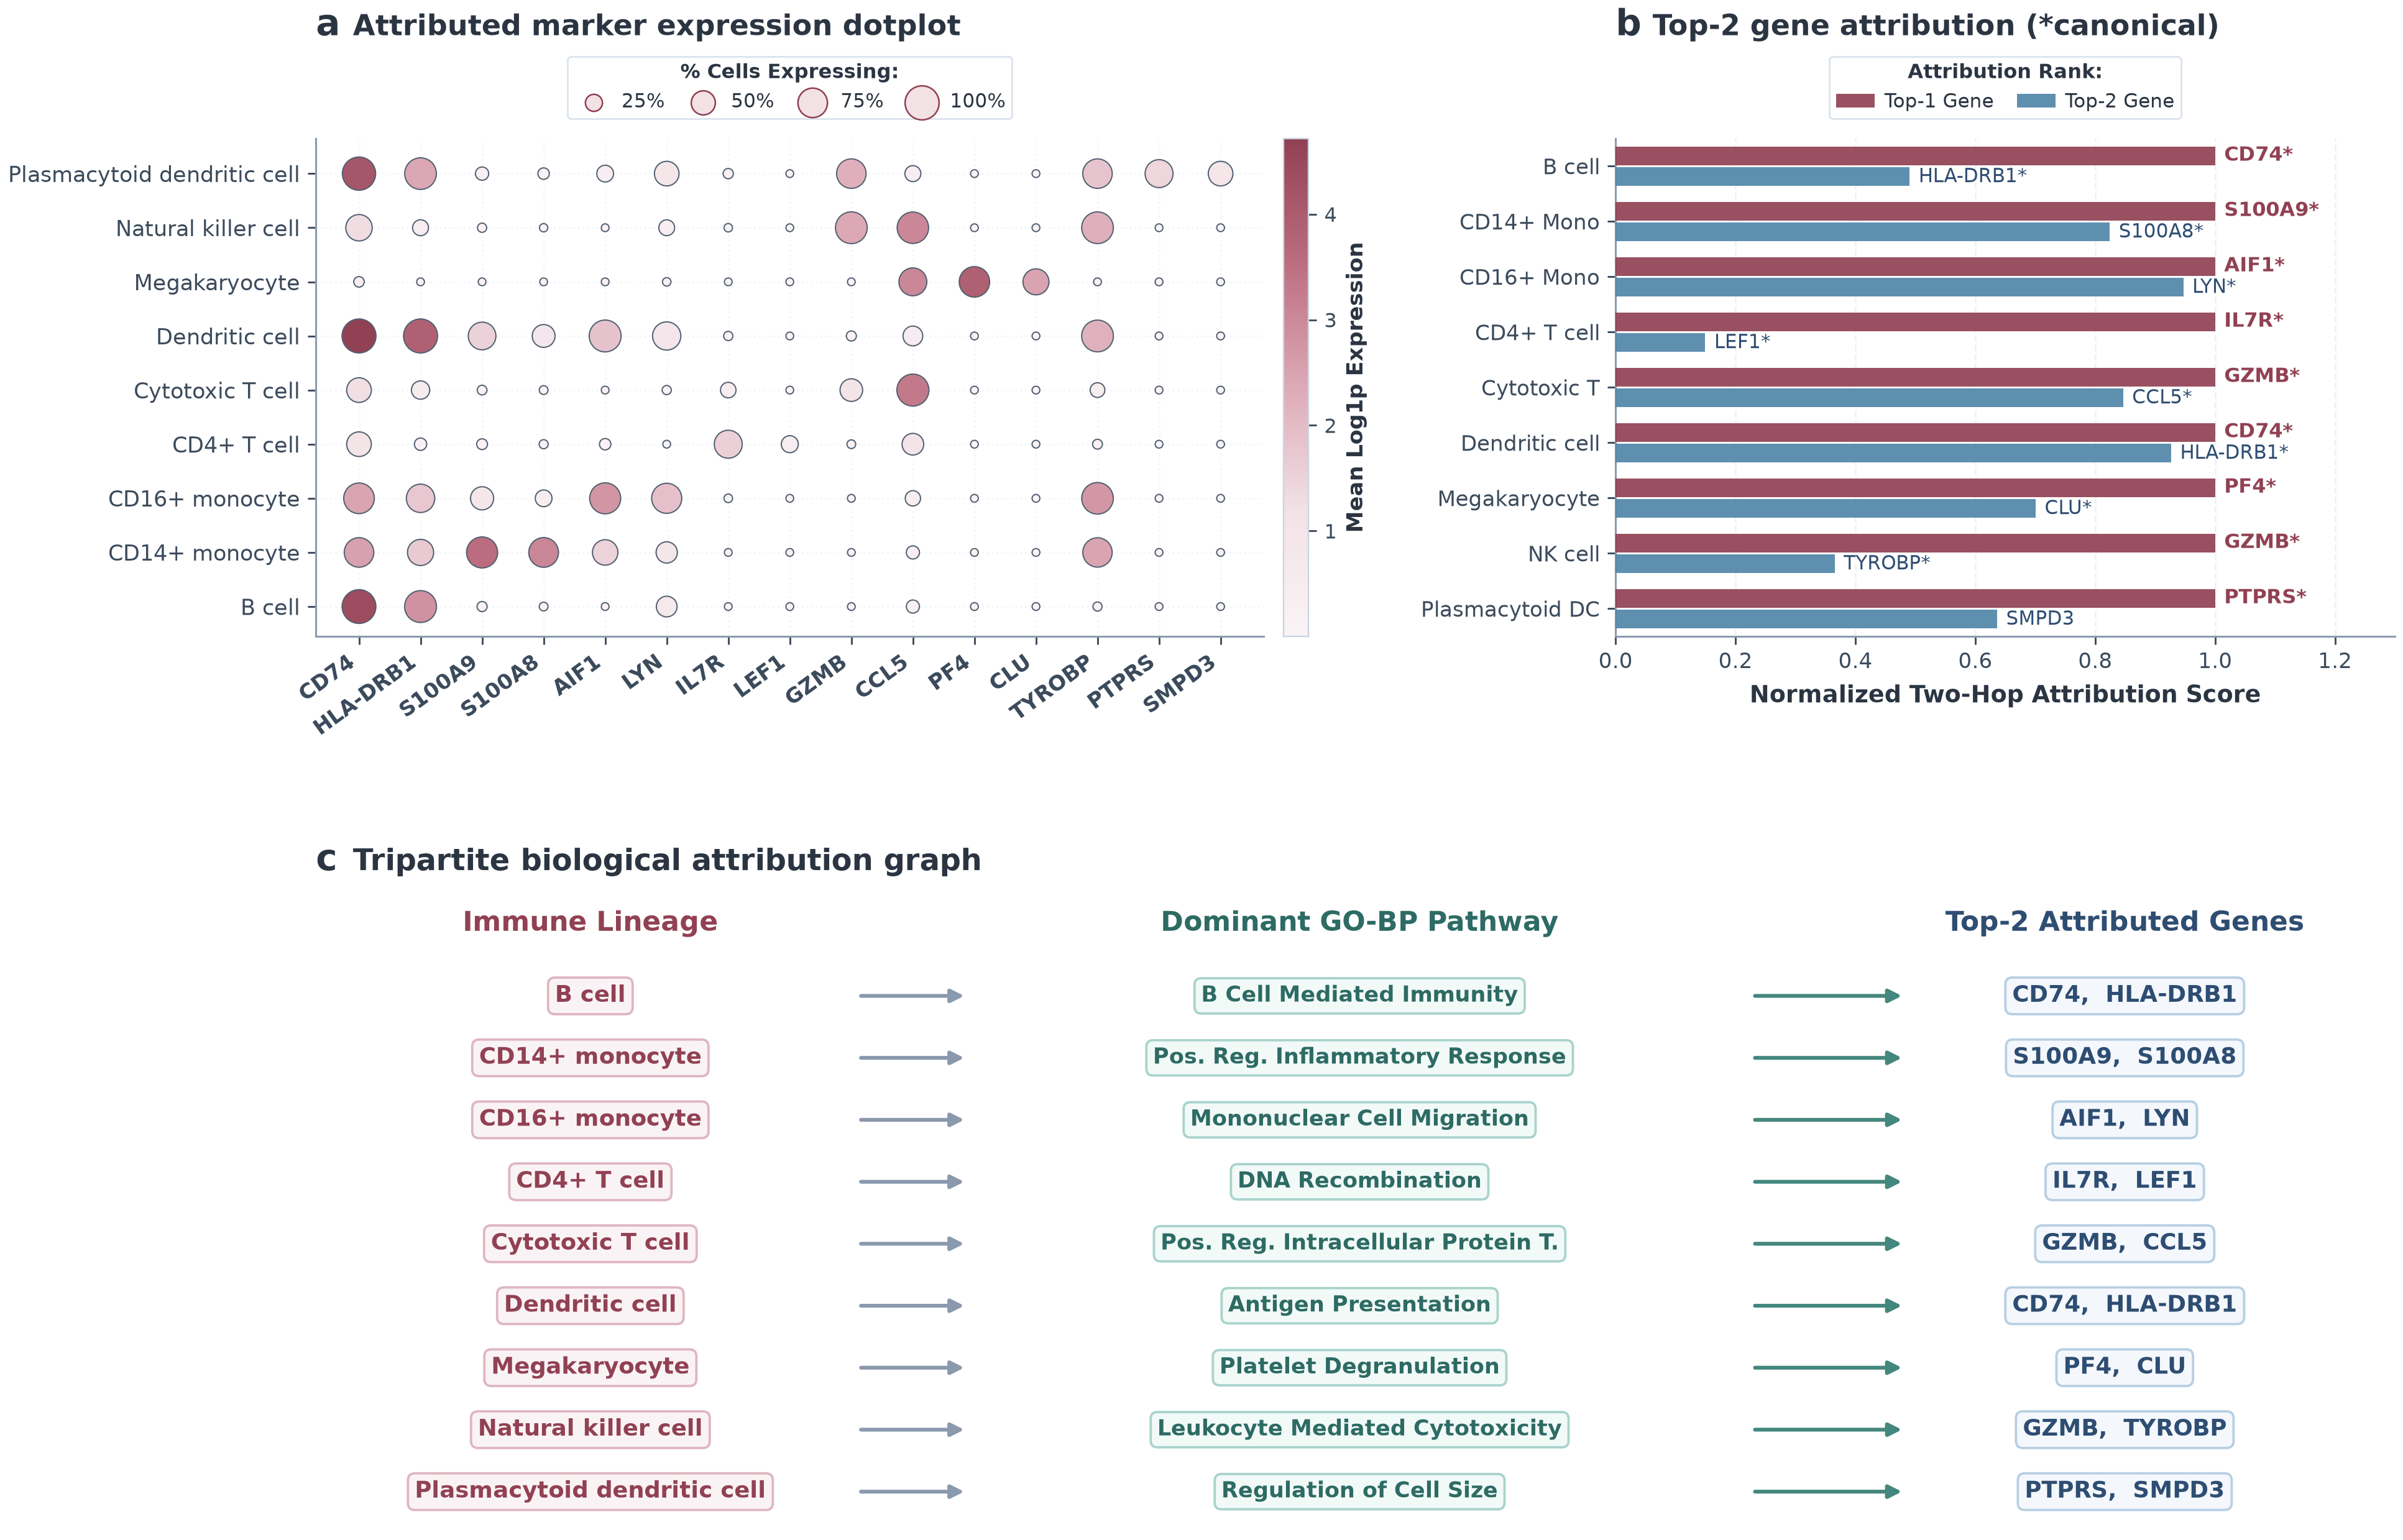 a Attributed marker expression dotplot
% Cells Expressing:
25% 50% 75% 100%
Plasmacytoid dendritic cell
Natural killer cell
Megakaryocyte
Dendritic cell
Cytotoxic T cell
CD4+ T cell
CD16+ monocyte
CD14+ monocyte
B cell
CD74 HLA-DRB1 S100A9 S100A8 AIF1 LYN IL7R LEF1 GZMB CCL5 PF4 CLU TYROBP PTPRS SMPD3
4
3
2
1
Mean Log1p Expression
b Top-2 gene attribution (*canonical)
Attribution Rank:
Top-1 Gene Top-2 Gene
B cell CD74*
HLA-DRB1*
CD14+ Mono S100A9*
S100A8*
CD16+ Mono AIF1*
LYN*
CD4+ T cell IL7R*
LEF1*
Cytotoxic T GZMB*
CCL5*
Dendritic cell CD74*
HLA-DRB1*
Megakaryocyte PF4*
CLU*
NK cell GZMB*
TYROBP*
Plasmacytoid DC PTPRS*
SMPD3
0.0 0.2 0.4 0.6 0.8 1.0 1.2
Normalized Two-Hop Attribution Score
c Tripartite biological attribution graph
Immune Lineage Dominant GO-BP Pathway Top-2 Attributed Genes
B cell B Cell Mediated Immunity CD74, HLA-DRB1
CD14+ monocyte Pos. Reg. Inflammatory Response S100A9, S100A8
CD16+ monocyte Mononuclear Cell Migration AIF1, LYN
CD4+ T cell DNA Recombination IL7R, LEF1
Cytotoxic T cell Pos. Reg. Intracellular Protein T. GZMB, CCL5
Dendritic cell Antigen Presentation CD74, HLA-DRB1
Megakaryocyte Platelet Degranulation PF4, CLU
Natural killer cell Leukocyte Mediated Cytotoxicity GZMB, TYROBP
Plasmacytoid dendritic cell Regulation of Cell Size PTPRS, SMPD3